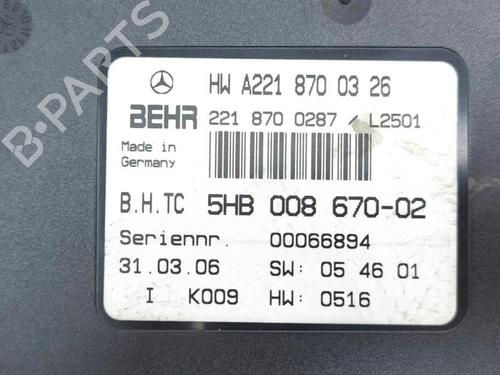 HW A221 870 03 26
BEHR 221 870 0287 / L2501
Made in
Germany
B.H.TC 5HB 008 670-02
Seriennr. 00066894
31.03.06 SW: 05 46 01
I K009 HW: 0516
B-PARTS